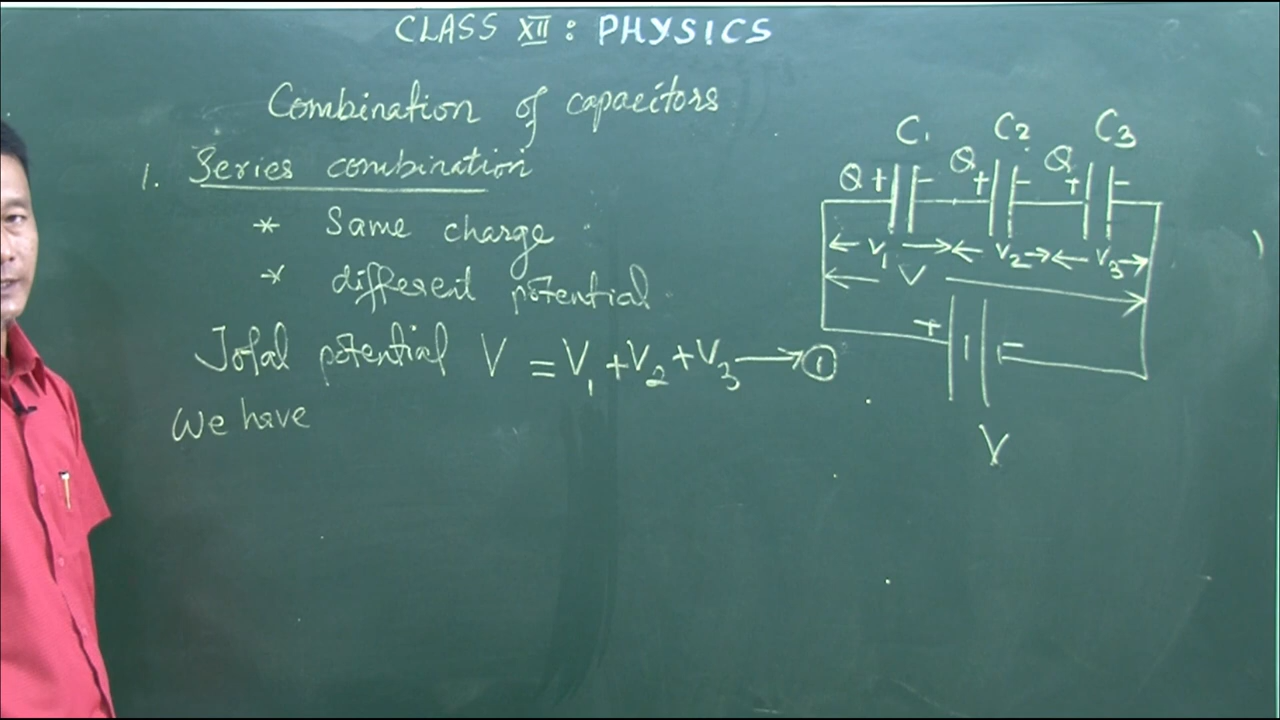 CLASS XII : PHYSICS
Combination of capacitors
1. Series combination
* Same charge
* different potential
Total potential V = V₁ + V₂ + V₃ → ①
We have
C₁ C₂ C₃
Q + - Q + - Q + -
V₁ V₂ V₃
V
+ -
V